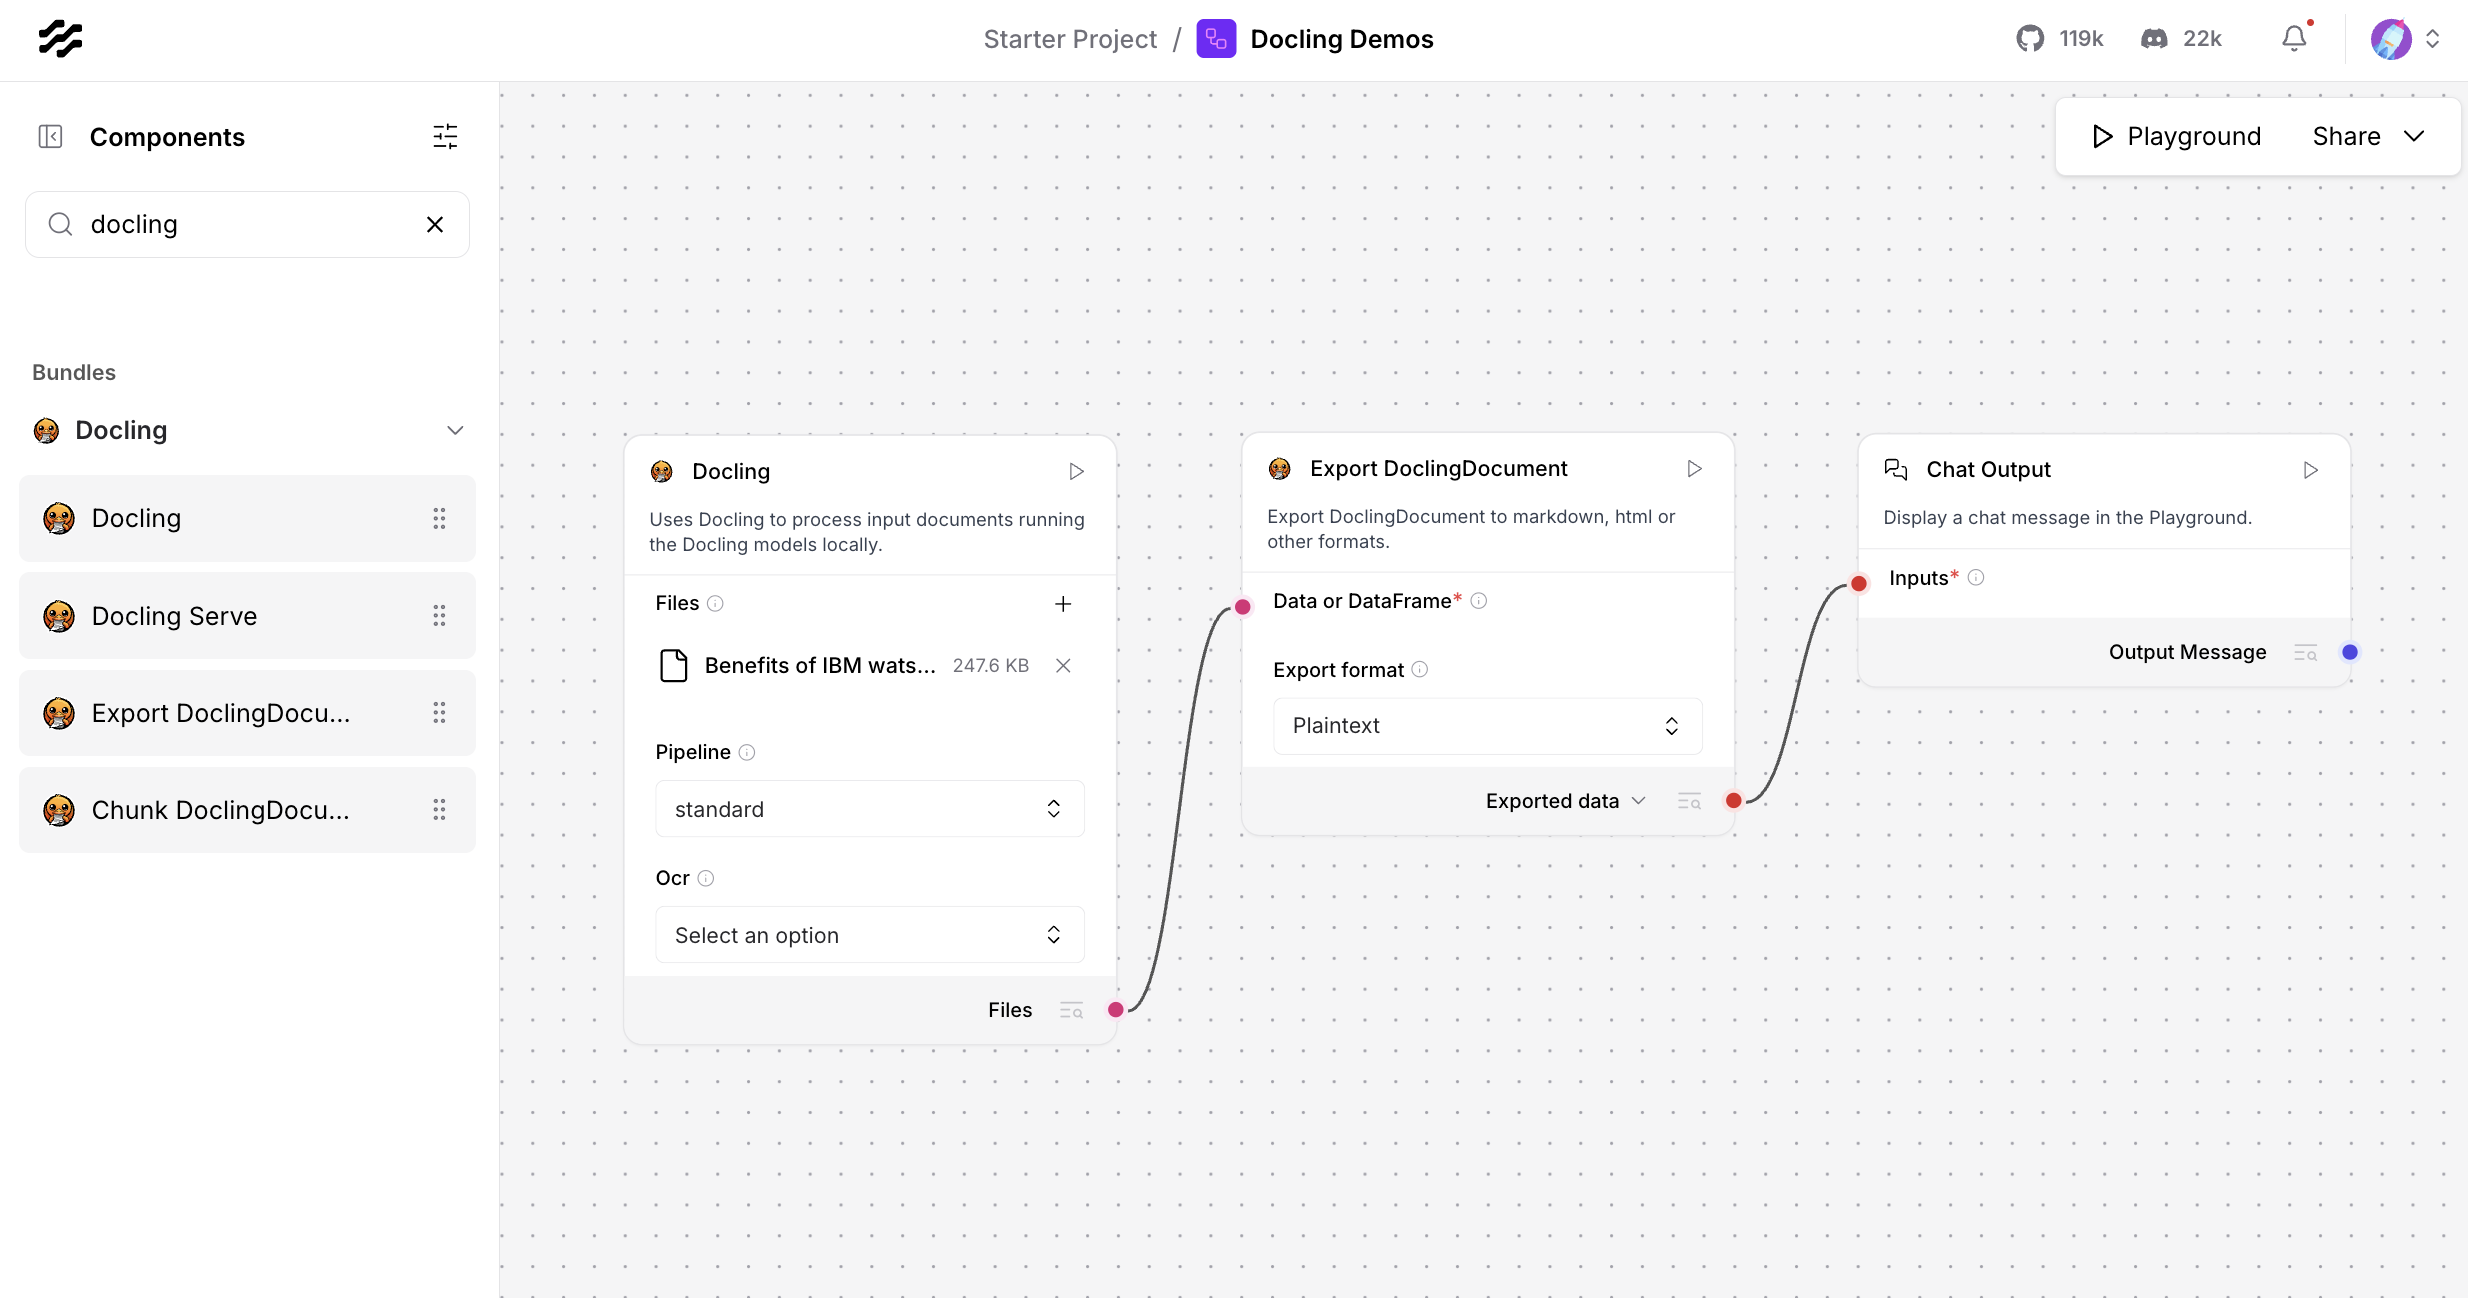 Starter Project / Docling Demos
119k
22k
Components
Playground
Share
docling
Bundles
Docling
Docling
Docling Serve
Export DoclingDocu...
Chunk DoclingDocu...
Docling
Uses Docling to process input documents running
the Docling models locally.
Files
Benefits of IBM wats... 247.6 KB
Pipeline
standard
Ocr
Select an option
Files
Export DoclingDocument
Export DoclingDocument to markdown, html or
other formats.
Data or DataFrame*
Export format
Plaintext
Exported data
Chat Output
Display a chat message in the Playground.
Inputs*
Output Message